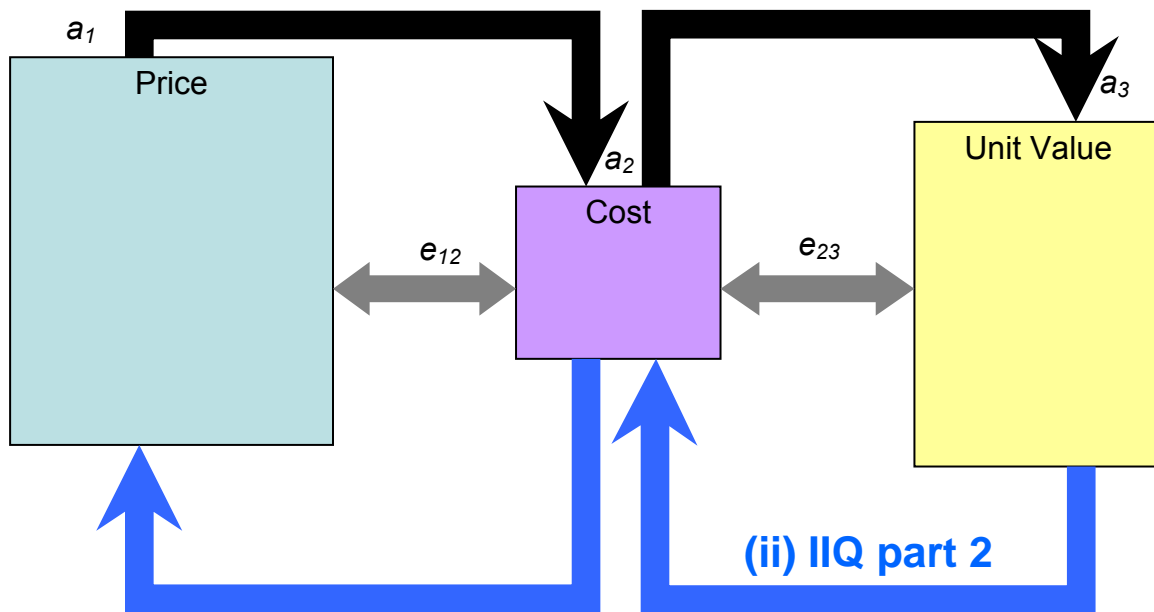 a1
Price
a3
Unit Value
a2
Cost
e12
e23
(ii) IIQ part 2